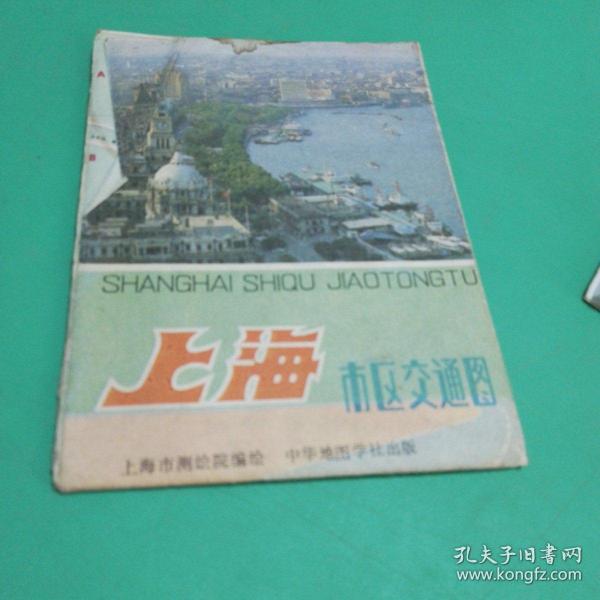 A
B
SHANGHAI SHIQU JIAOTONGTU
上海 市区交通图
上海市测绘院编绘 中华地图学社出版
孔夫子旧书网
www.kongfz.com